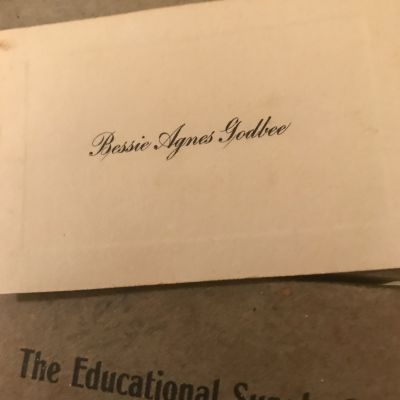 Bessie Agnes Godbee
The Educational